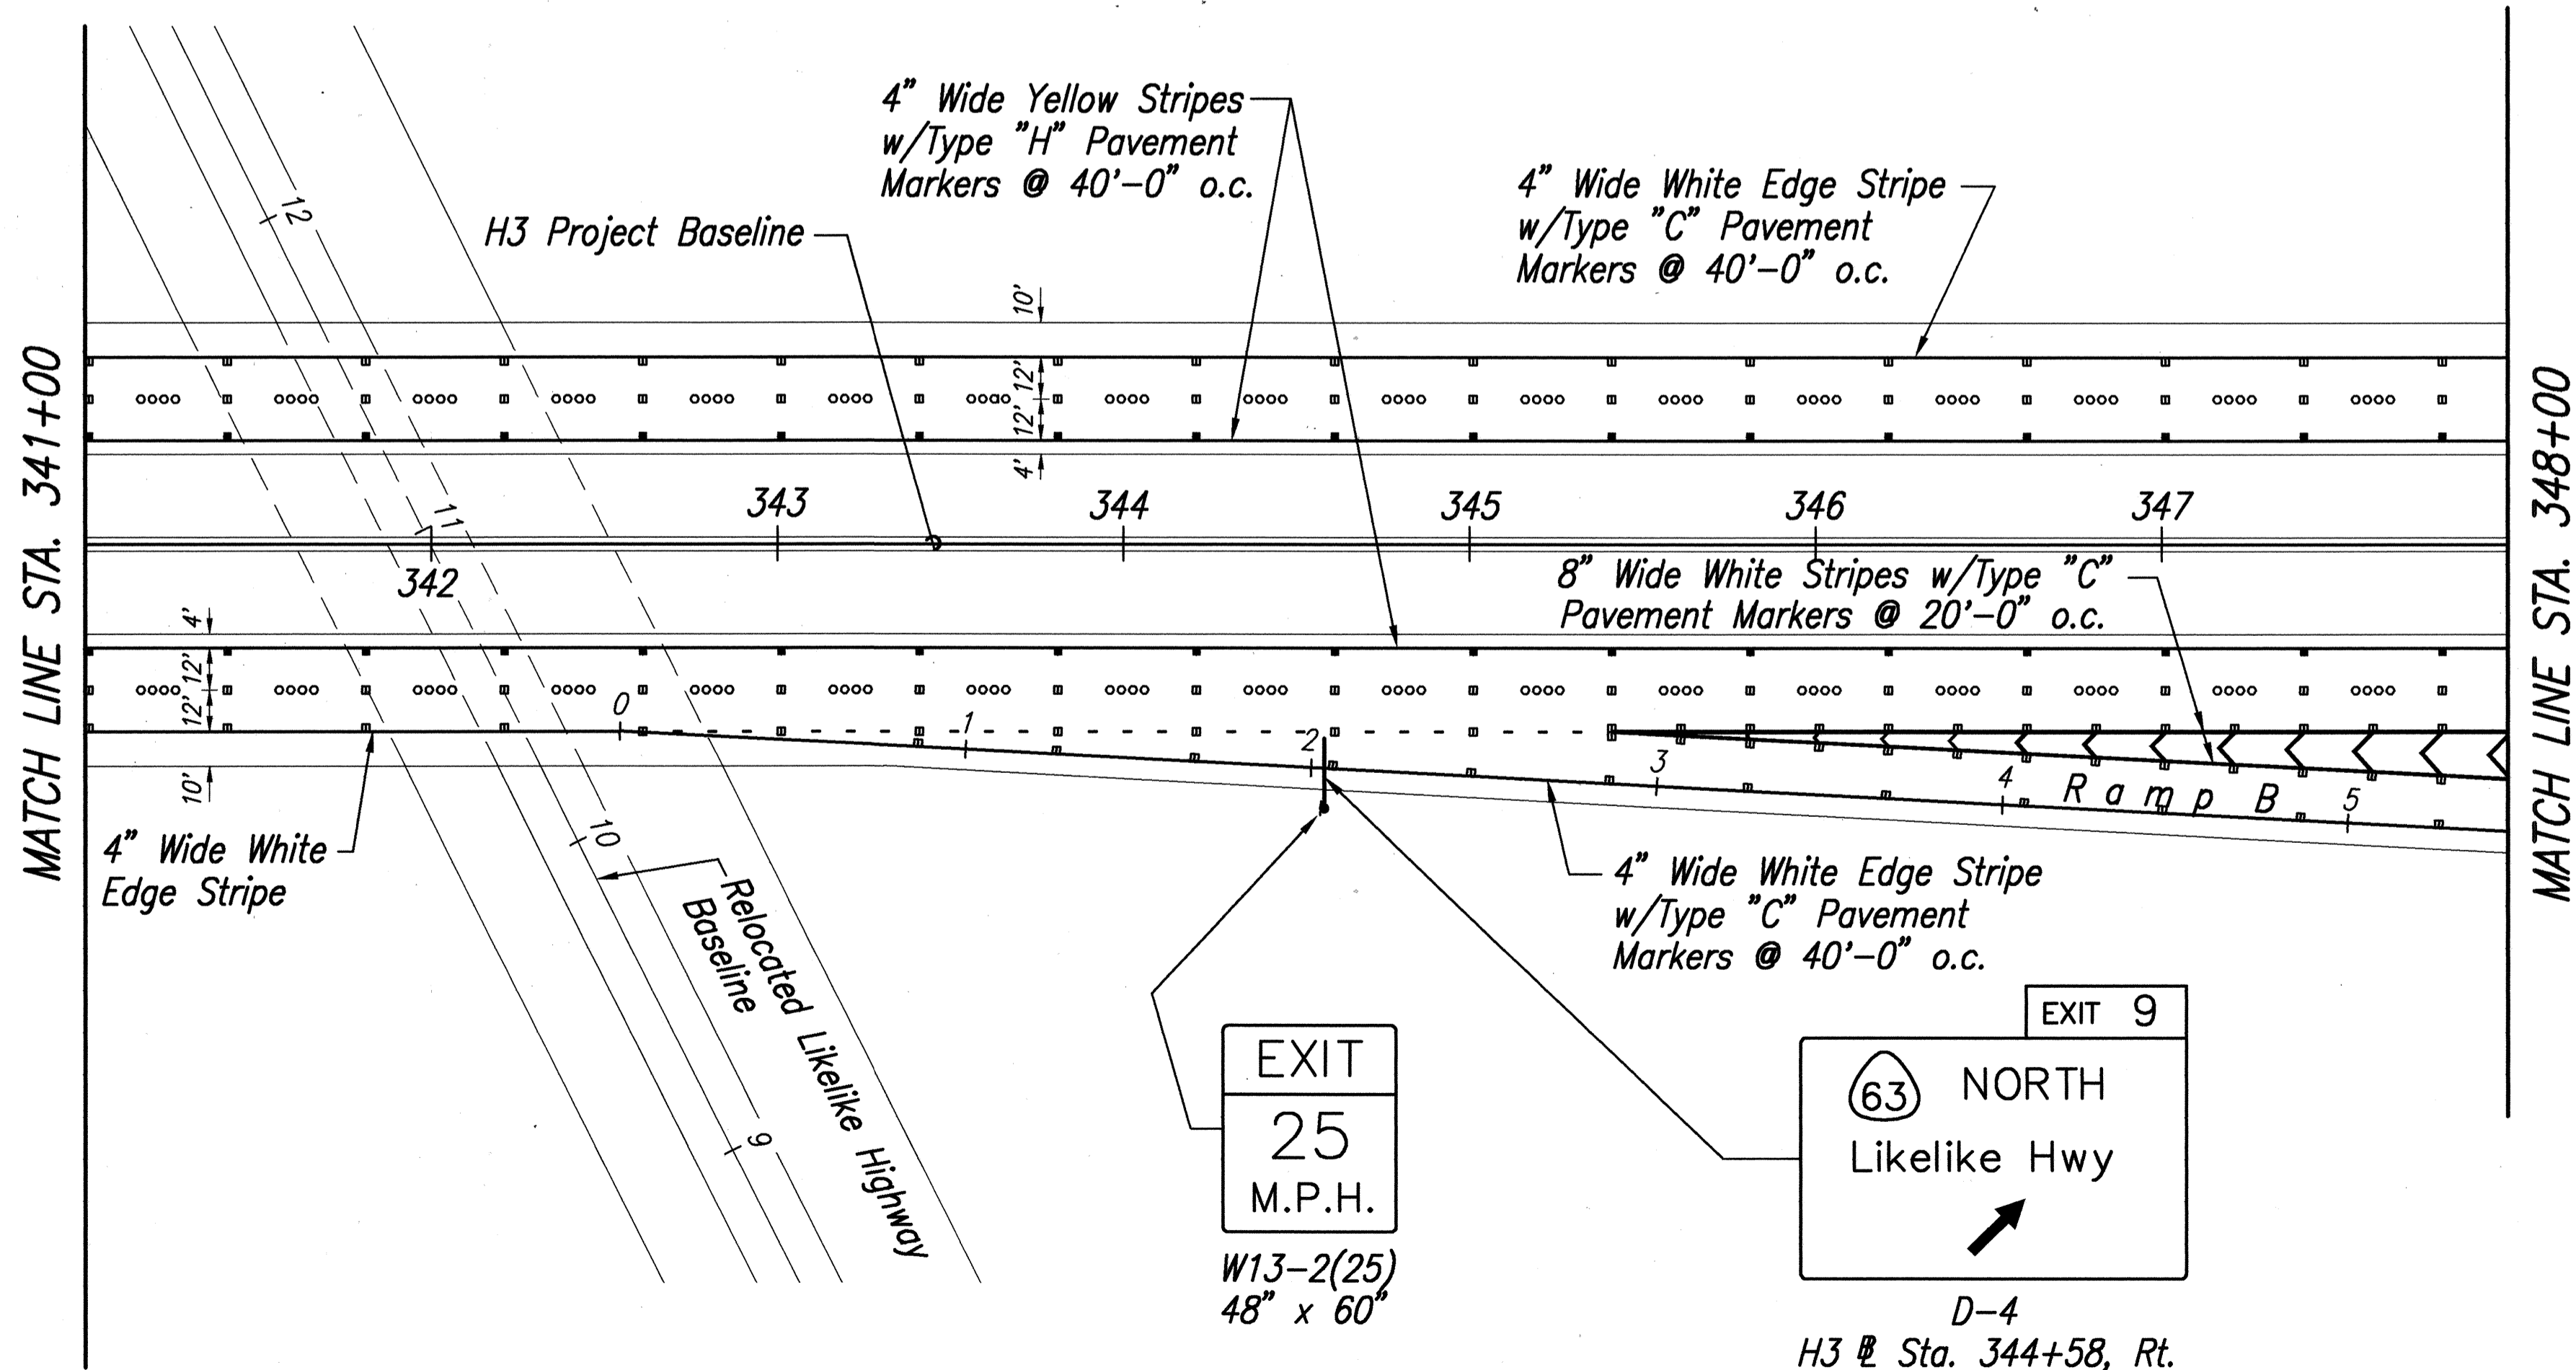 4” Wide Yellow Stripes
w/Type ”H” Pavement
Markers @ 40’-0” o.c.
4” Wide White Edge Stripe
w/Type ”C” Pavement
Markers @ 40’-0” o.c.
H3 Project Baseline
12
10’
12’
12’
4’
MATCH LINE STA. 341+00
MATCH LINE STA. 348+00
11
342
343
344
345
346
347
8” Wide White Stripes w/Type ”C”
Pavement Markers @ 20’-0” o.c.
4’
12’
12’
10’
0
1
2
3
4
5
Ramp B
4” Wide White
Edge Stripe
10
9
Relocated Likelike Highway
Baseline
4” Wide White Edge Stripe
w/Type ”C” Pavement
Markers @ 40’-0” o.c.
EXIT
25
M.P.H.
W13-2(25)
48” x 60”
EXIT 9
63 NORTH
Likelike Hwy
D-4
H3 ⅊ Sta. 344+58, Rt.